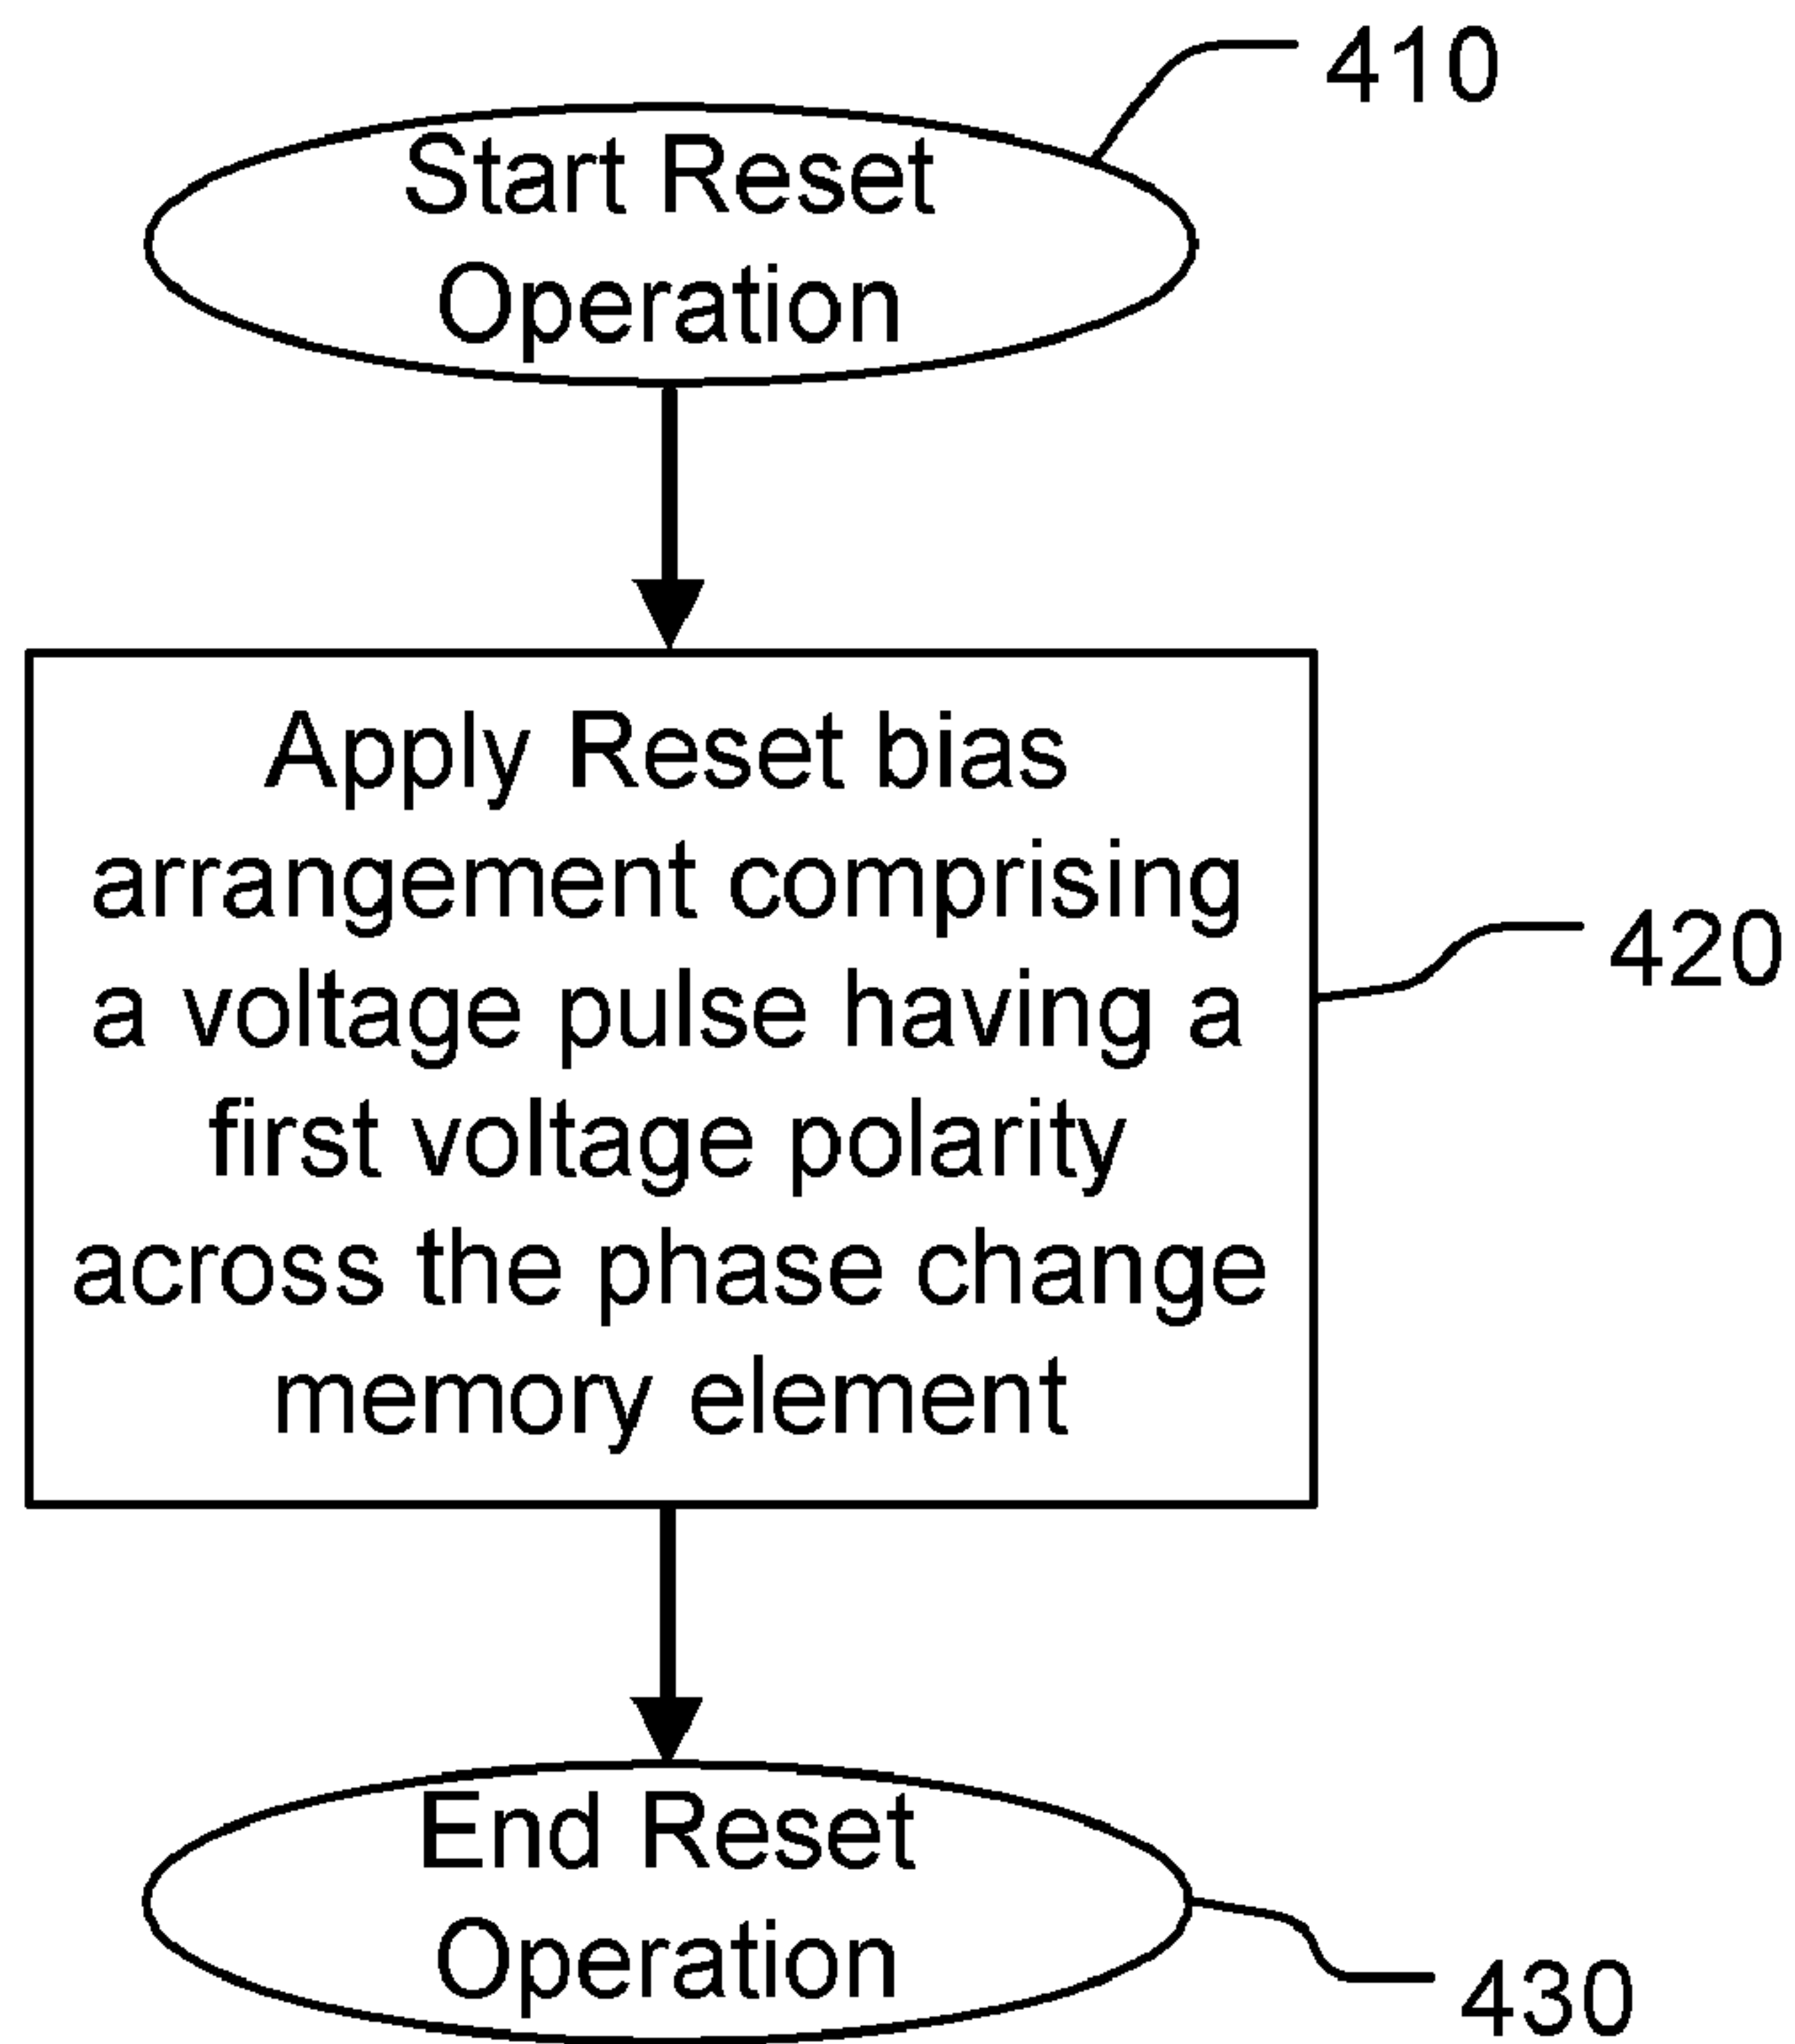 410
Start Reset
Operation
Apply Reset bias
arrangement comprising
a voltage pulse having a
first voltage polarity
across the phase change
memory element
420
End Reset
Operation
430